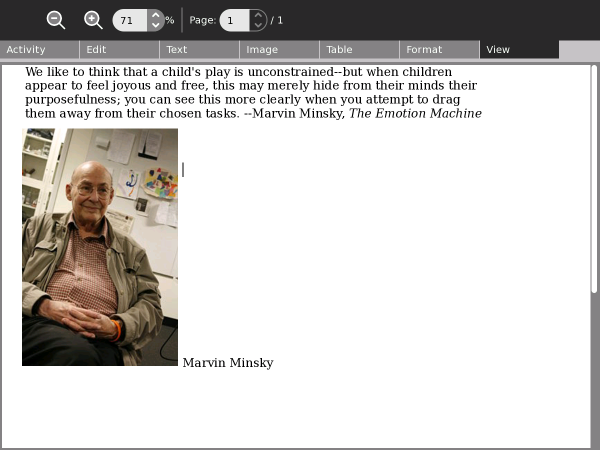 71 % Page: 1 / 1
Activity Edit Text Image Table Format View
We like to think that a child's play is unconstrained--but when children
appear to feel joyous and free, this may merely hide from their minds their
purposefulness; you can see this more clearly when you attempt to drag
them away from their chosen tasks. --Marvin Minsky, The Emotion Machine
Marvin Minsky